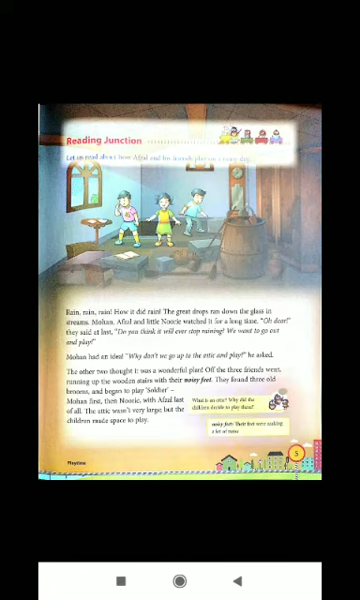 Reading Junction
Let us read about how Afzal and his friends play on a rainy day.
Rain, rain, rain! How it did rain! The great drops ran down the glass in
streams. Mohan, Afzal and little Noorie watched it for a long time. "Oh dear!"
they said at last, "Do you think it will ever stop raining? We want to go out
and play!"
Mohan had an idea! "Why don't we go up to the attic and play?" he asked.
The other two thought it was a wonderful plan! Off the three friends went,
running up the wooden stairs with their noisy feet. They found three old
brooms, and began to play 'Soldier' –
Mohan first, then Noorie, with Afzal last
of all. The attic wasn't very large but the
children made space to play.
What is an attic? Why did the
children decide to play there?
noisy feet: Their feet were making
a lot of noise
Playtime
5